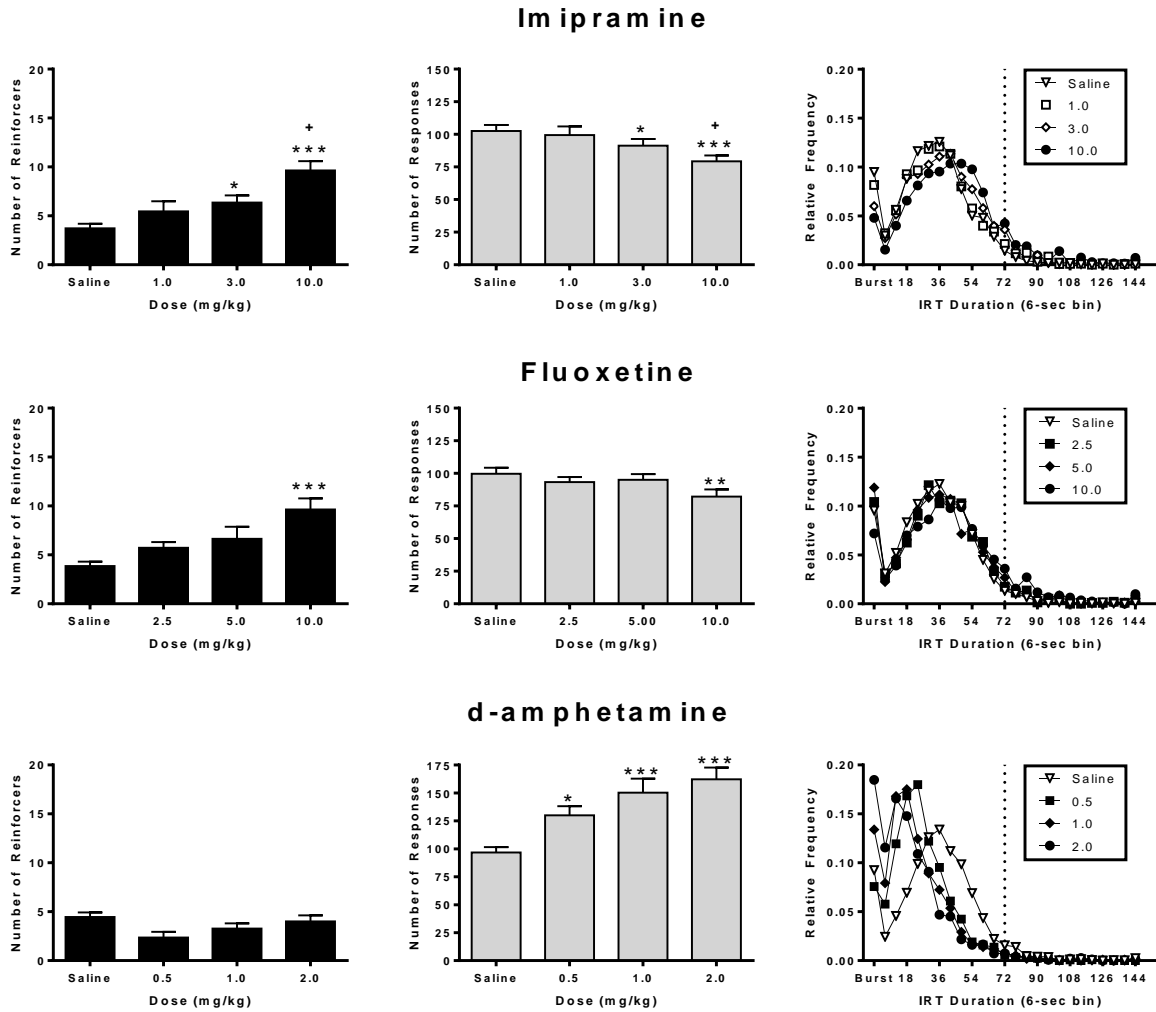 Imipramine
Number of Reinforcers
20
15
10
5
0
*
+
***
Saline 1.0 3.0 10.0
Dose (mg/kg)
Number of Responses
150
125
100
75
50
25
0
*
+
***
Saline 1.0 3.0 10.0
Dose (mg/kg)
Relative Frequency
0.20
0.15
0.10
0.05
0.00
Saline
1.0
3.0
10.0
Burst 18 36 54 72 90 108 126 144
IRT Duration (6-sec bin)
Fluoxetine
Number of Reinforcers
20
15
10
5
0
***
Saline 2.5 5.0 10.0
Dose (mg/kg)
Number of Responses
150
125
100
75
50
25
0
**
Saline 2.5 5.00 10.0
Dose (mg/kg)
Relative Frequency
0.20
0.15
0.10
0.05
0.00
Saline
2.5
5.0
10.0
Burst 18 36 54 72 90 108 126 144
IRT Duration (6-sec bin)
d-amphetamine
Number of Reinforcers
20
15
10
5
0
Saline 0.5 1.0 2.0
Dose (mg/kg)
Number of Responses
175
150
125
100
75
50
25
0
*
***
***
Saline 0.5 1.0 2.0
Dose (mg/kg)
Relative Frequency
0.20
0.15
0.10
0.05
0.00
Saline
0.5
1.0
2.0
Burst 18 36 54 72 90 108 126 144
IRT Duration (6-sec bin)